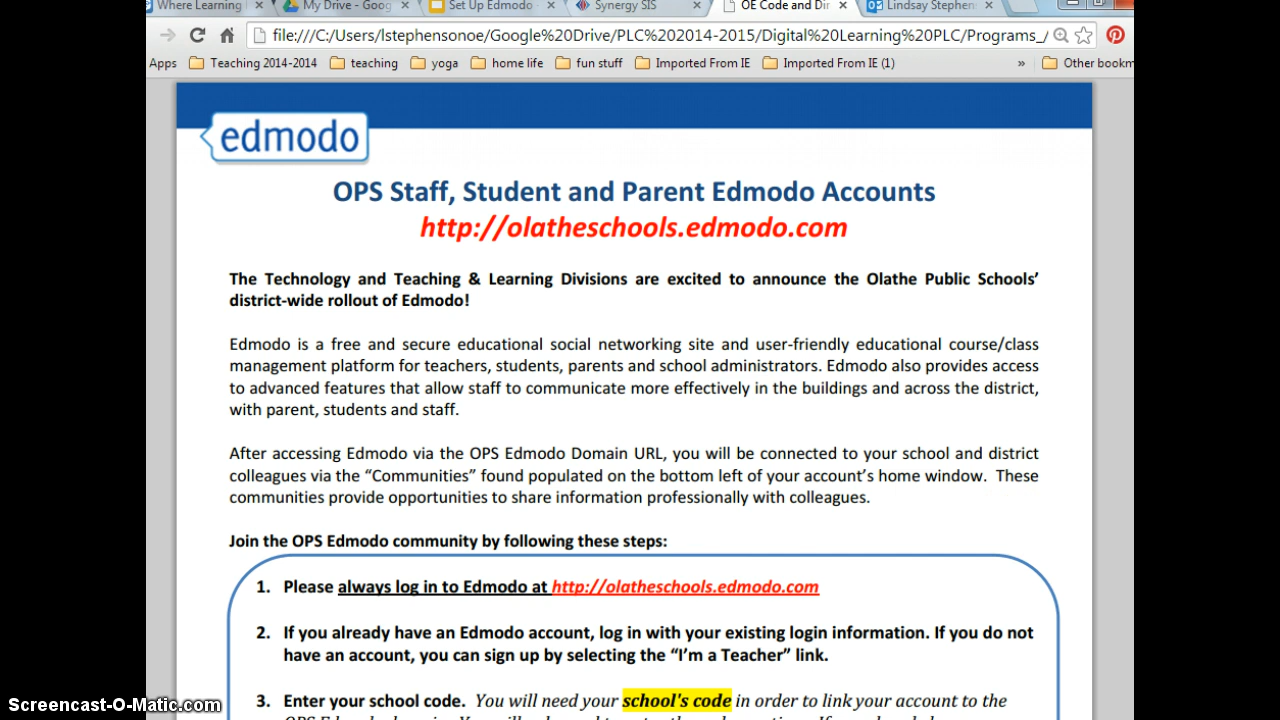 Where Learning
My Drive - Goog
Set Up Edmodo -
Synergy SIS
OE Code and Dir
Lindsay Stephen
file:///C:/Users/lstephensonoe/Google%20Drive/PLC%202014-2015/Digital%20Learning%20PLC/Programs_/
Apps Teaching 2014-2014 teaching yoga home life fun stuff Imported From IE Imported From IE (1) » Other bookm
edmodo
OPS Staff, Student and Parent Edmodo Accounts
http://olatheschools.edmodo.com
The Technology and Teaching & Learning Divisions are excited to announce the Olathe Public Schools’
district-wide rollout of Edmodo!
Edmodo is a free and secure educational social networking site and user-friendly educational course/class
management platform for teachers, students, parents and school administrators. Edmodo also provides access
to advanced features that allow staff to communicate more effectively in the buildings and across the district,
with parent, students and staff.
After accessing Edmodo via the OPS Edmodo Domain URL, you will be connected to your school and district
colleagues via the “Communities” found populated on the bottom left of your account’s home window. These
communities provide opportunities to share information professionally with colleagues.
Join the OPS Edmodo community by following these steps:
1. Please always log in to Edmodo at http://olatheschools.edmodo.com
2. If you already have an Edmodo account, log in with your existing login information. If you do not
have an account, you can sign up by selecting the “I’m a Teacher” link.
3. Enter your school code. You will need your school's code in order to link your account to the
Screencast-O-Matic.com